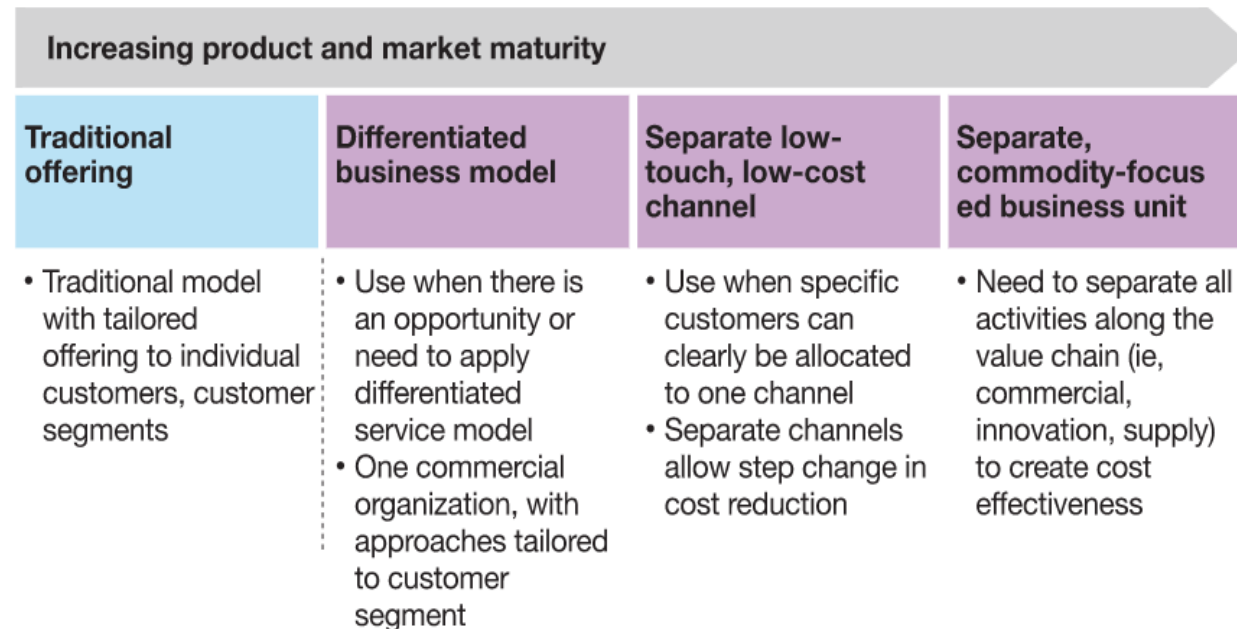 Increasing product and market maturity
Traditional
offering
Differentiated
business model
Separate low-
touch, low-cost
channel
Separate,
commodity-focus
ed business unit
• Traditional model
with tailored
offering to individual
customers, customer
segments
• Use when there is
an opportunity or
need to apply
differentiated
service model
• One commercial
organization, with
approaches tailored
to customer
segment
• Use when specific
customers can
clearly be allocated
to one channel
• Separate channels
allow step change in
cost reduction
• Need to separate all
activities along the
value chain (ie,
commercial,
innovation, supply)
to create cost
effectiveness